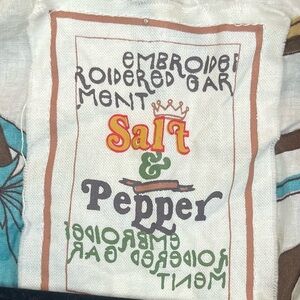 EMBROIDEI
ROIDERED GAR
MENT
Salt
&
Pepper
EMBROIDEI
ROIDERED GAR
MENT